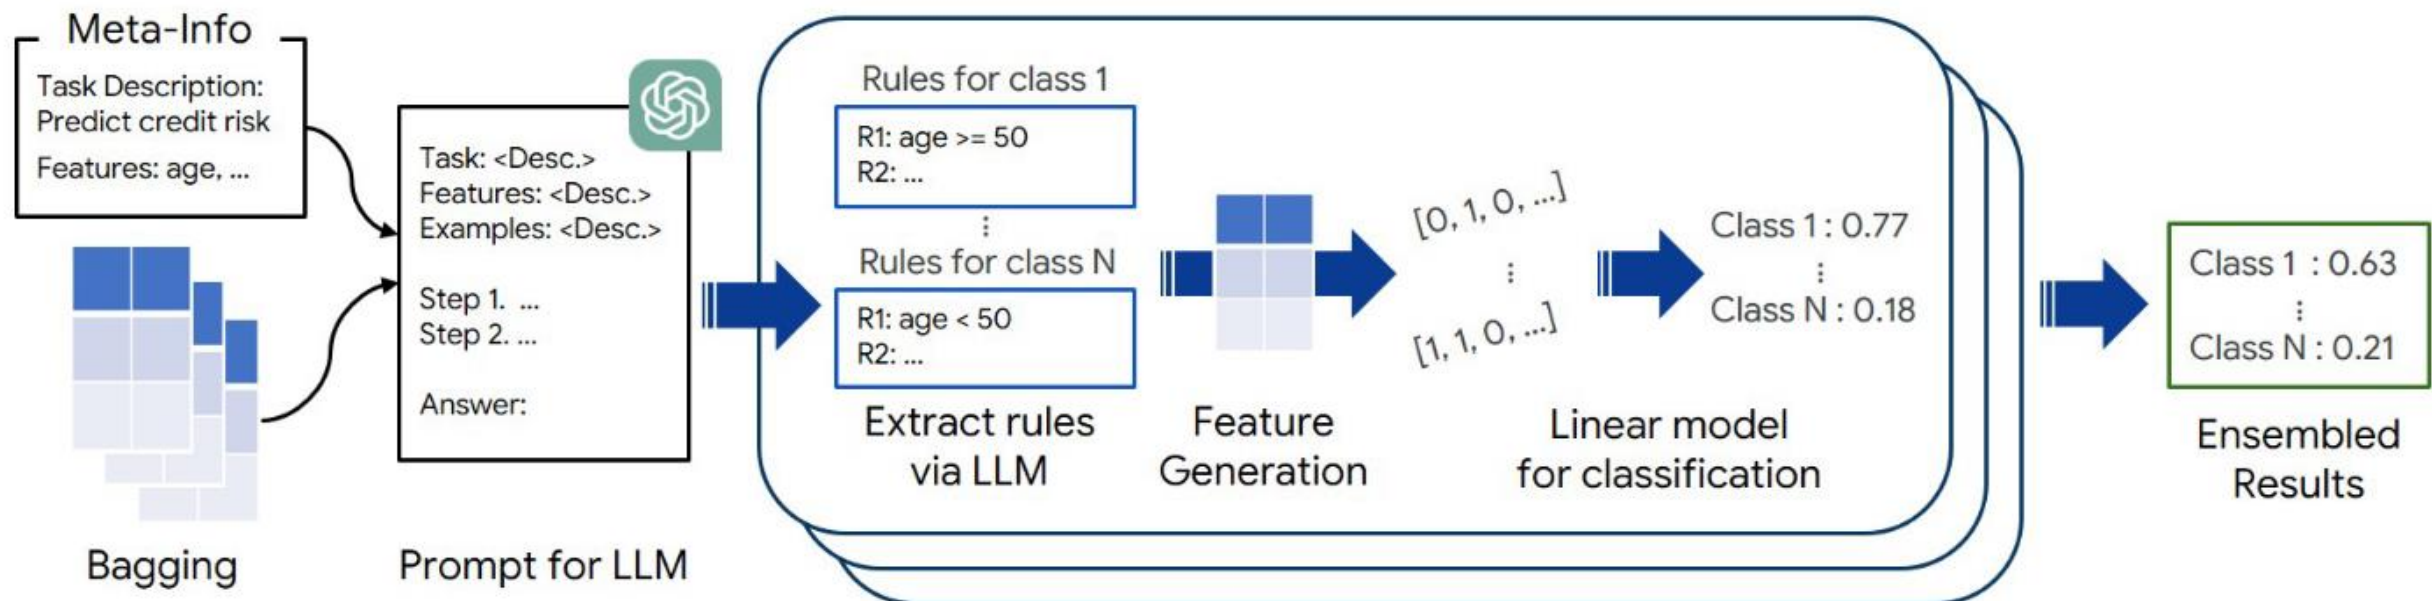 Meta-Info
Task Description:
Predict credit risk
Features: age, ...
Bagging
Task: <Desc.>
Features: <Desc.>
Examples: <Desc.>
Step 1. ...
Step 2. ...
Answer:
Prompt for LLM
Rules for class 1
R1: age >= 50
R2: ...
⋮
Rules for class N
R1: age < 50
R2: ...
Extract rules
via LLM
Feature
Generation
[0, 1, 0, ...]
⋮
[1, 1, 0, ...]
Class 1 : 0.77
⋮
Class N : 0.18
Linear model
for classification
Class 1 : 0.63
⋮
Class N : 0.21
Ensembled
Results